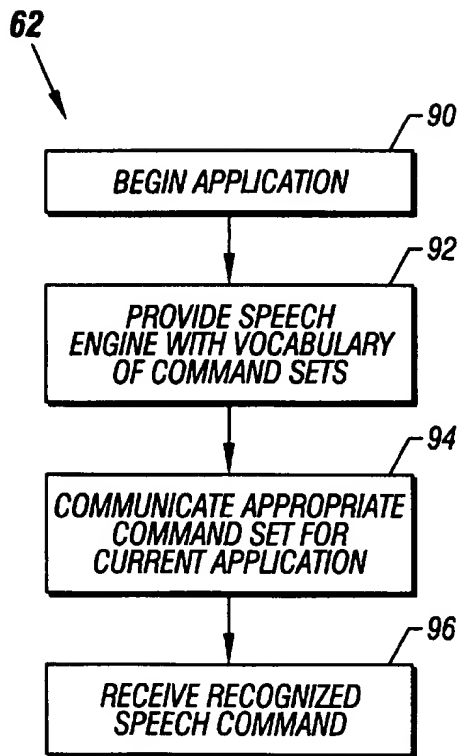 62
90
BEGIN APPLICATION
92
PROVIDE SPEECH
ENGINE WITH VOCABULARY
OF COMMAND SETS
94
COMMUNICATE APPROPRIATE
COMMAND SET FOR
CURRENT APPLICATION
96
RECEIVE RECOGNIZED
SPEECH COMMAND